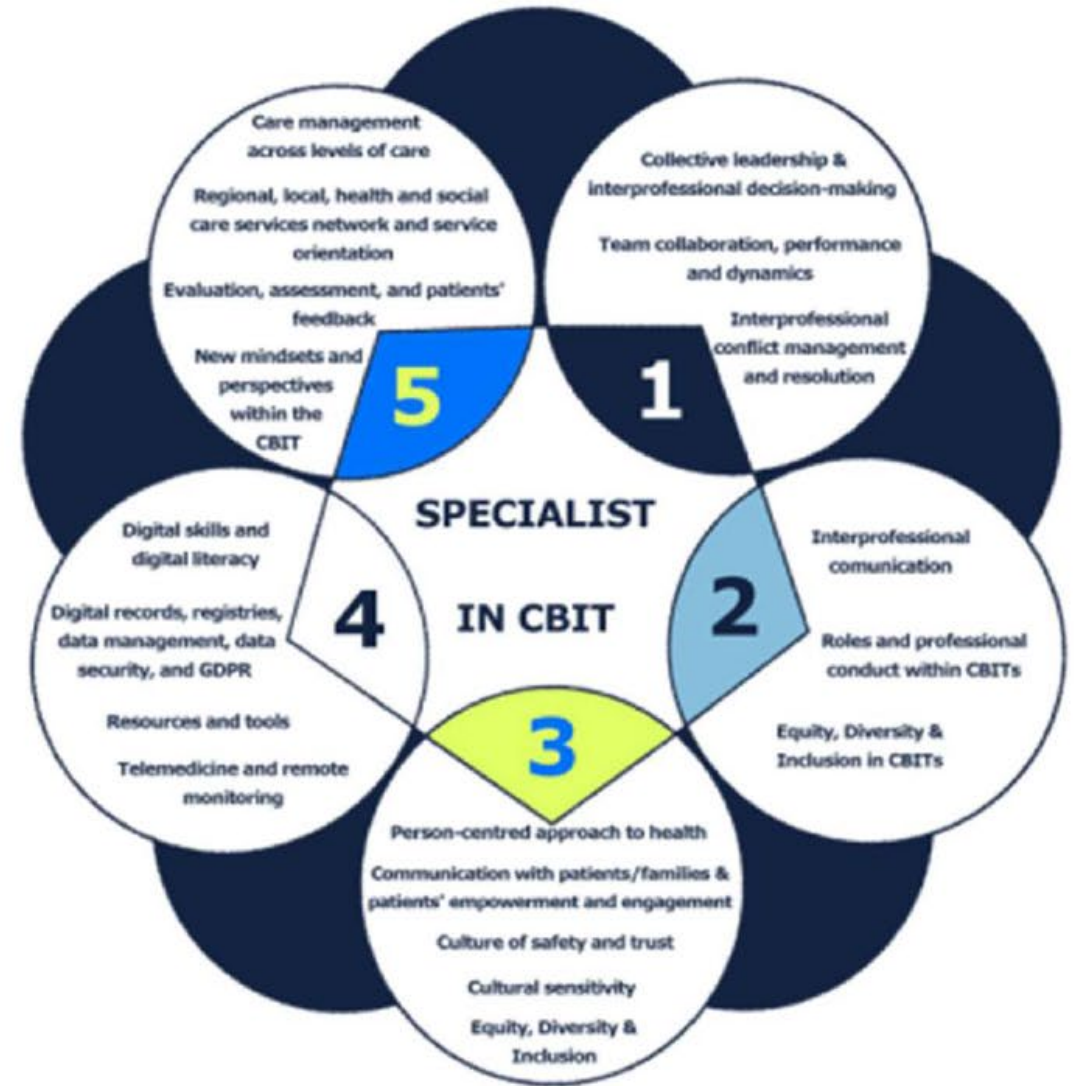 SPECIALIST
IN CBIT
1
Collective leadership &
interprofessional decision-making
Team collaboration, performance
and dynamics
Interprofessional
conflict management
and resolution
2
Interprofessional
comunication
Roles and professional
conduct within CBITs
Equity, Diversity &
Inclusion in CBITs
3
Person-centred approach to health
Communication with patients/families &
patients' empowerment and engagement
Culture of safety and trust
Cultural sensitivity
Equity, Diversity &
Inclusion
4
Digital skills and
digital literacy
Digital records, registries,
data management, data
security, and GDPR
Resources and tools
Telemedicine and remote
monitoring
5
Care management
across levels of care
Regional, local, health and social
care services network and service
orientation
Evaluation, assessment, and patients'
feedback
New mindsets and
perspectives
within the
CBIT